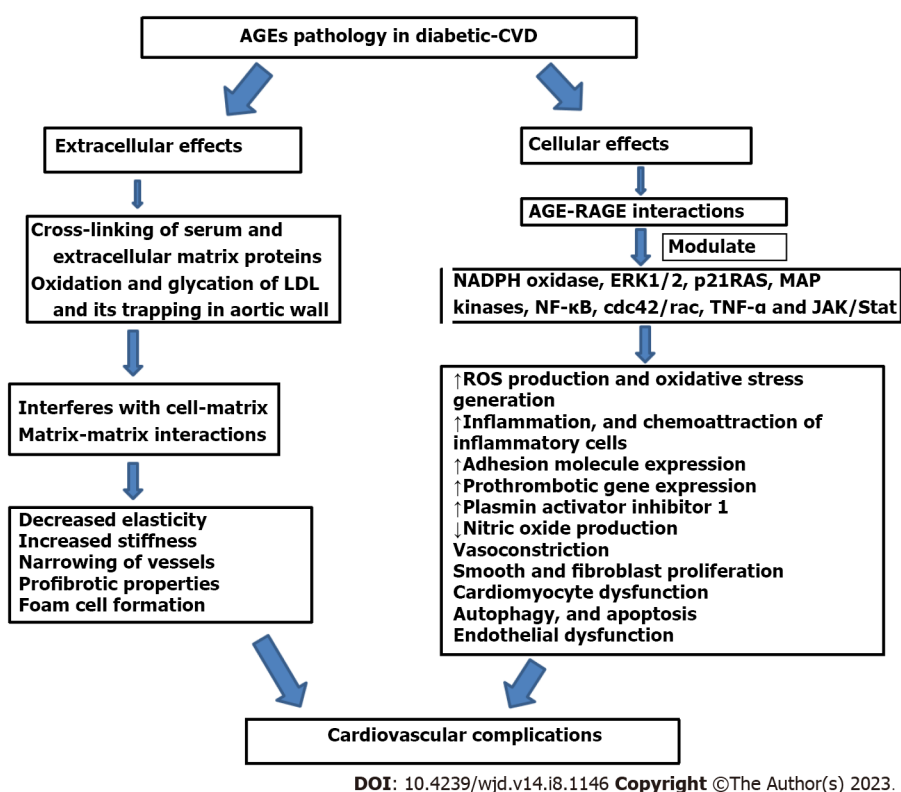 AGEs pathology in diabetic-CVD
Extracellular effects
Cross-linking of serum and
extracellular matrix proteins
Oxidation and glycation of LDL
and its trapping in aortic wall
Interferes with cell-matrix
Matrix-matrix interactions
Decreased elasticity
Increased stiffness
Narrowing of vessels
Profibrotic properties
Foam cell formation
Cellular effects
AGE-RAGE interactions
Modulate
NADPH oxidase, ERK1/2, p21RAS, MAP
kinases, NF-κB, cdc42/rac, TNF-α and JAK/Stat
↑ROS production and oxidative stress
generation
↑Inflammation, and chemoattraction of
inflammatory cells
↑Adhesion molecule expression
↑Prothrombotic gene expression
↑Plasmin activator inhibitor 1
↓Nitric oxide production
Vasoconstriction
Smooth and fibroblast proliferation
Cardiomyocyte dysfunction
Autophagy, and apoptosis
Endothelial dysfunction
Cardiovascular complications
DOI: 10.4239/wjd.v14.i8.1146 Copyright ©The Author(s) 2023.